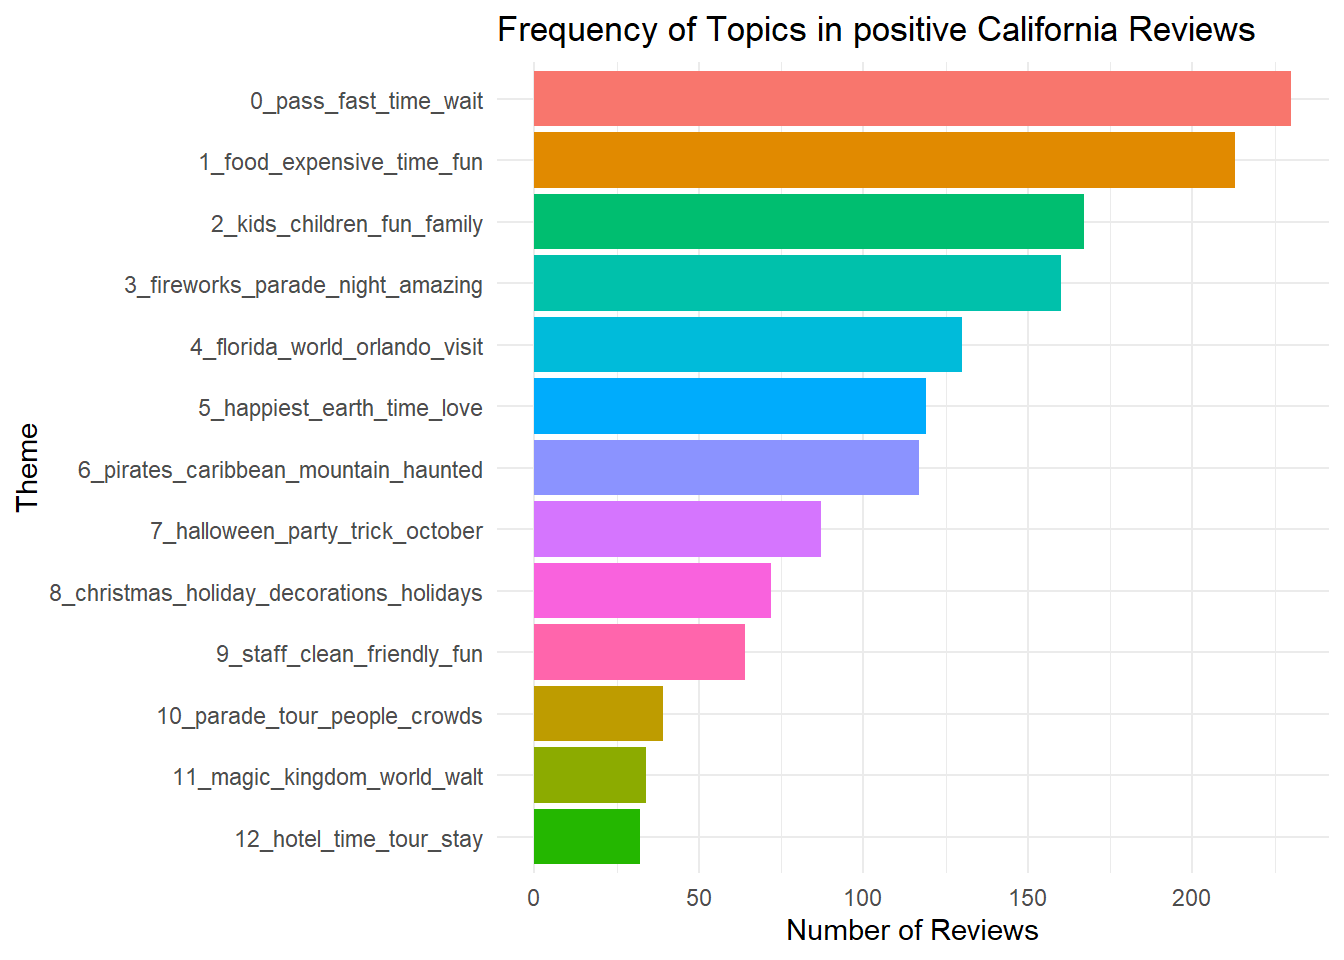 Frequency of Topics in positive California Reviews
Theme
0_pass_fast_time_wait
1_food_expensive_time_fun
2_kids_children_fun_family
3_fireworks_parade_night_amazing
4_florida_world_orlando_visit
5_happiest_earth_time_love
6_pirates_caribbean_mountain_haunted
7_halloween_party_trick_october
8_christmas_holiday_decorations_holidays
9_staff_clean_friendly_fun
10_parade_tour_people_crowds
11_magic_kingdom_world_walt
12_hotel_time_tour_stay
0 50 100 150 200
Number of Reviews